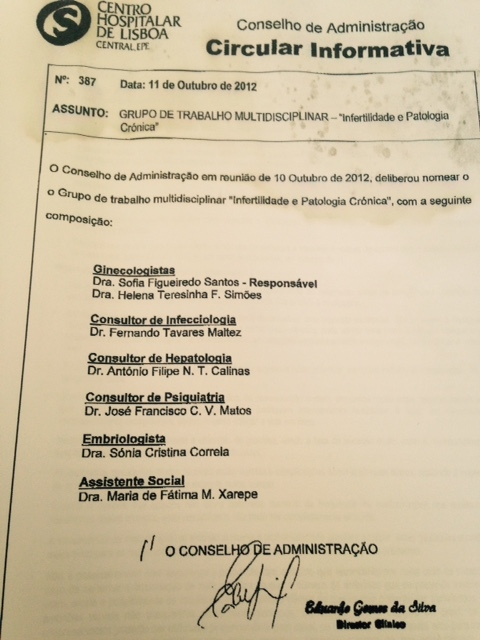 CENTRO
HOSPITALAR
DE LISBOA
CENTRAL, EPE
Conselho de Administração
Circular Informativa
Nº: 387 Data: 11 de Outubro de 2012
ASSUNTO: GRUPO DE TRABALHO MULTIDISCIPLINAR – "Infertilidade e Patologia
Crónica"
O Conselho de Administração em reunião de 10 Outubro de 2012, deliberou nomear o
o Grupo de trabalho multidisciplinar "Infertilidade e Patologia Crónica", com a seguinte
composição:
Ginecologistas
Dra. Sofia Figueiredo Santos - Responsável
Dra. Helena Teresinha F. Simões
Consultor de Infecciologia
Dr. Fernando Tavares Maltez
Consultor de Hepatologia
Dr. António Filipe N. T. Calinas
Consultor de Psiquiatria
Dr. José Francisco C. V. Matos
Embriologista
Dra. Sónia Cristina Correia
Assistente Social
Dra. Maria de Fátima M. Xarepe
O CONSELHO DE ADMINISTRAÇÃO
Eduardo Gomes da Silva
Director Clínico